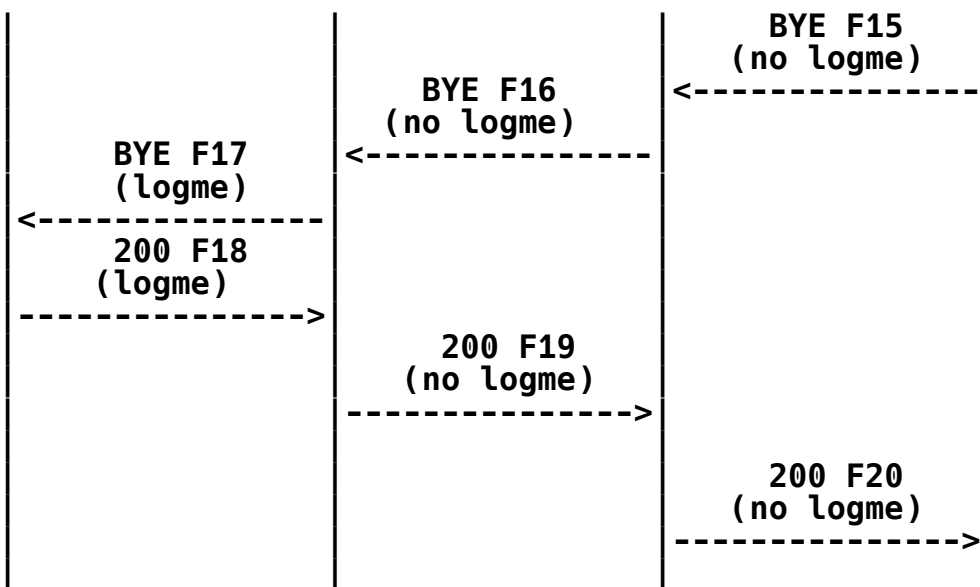 BYE F15
(no logme)
BYE F16
(no logme)
BYE F17
(logme)
200 F18
(logme)
200 F19
(no logme)
200 F20
(no logme)